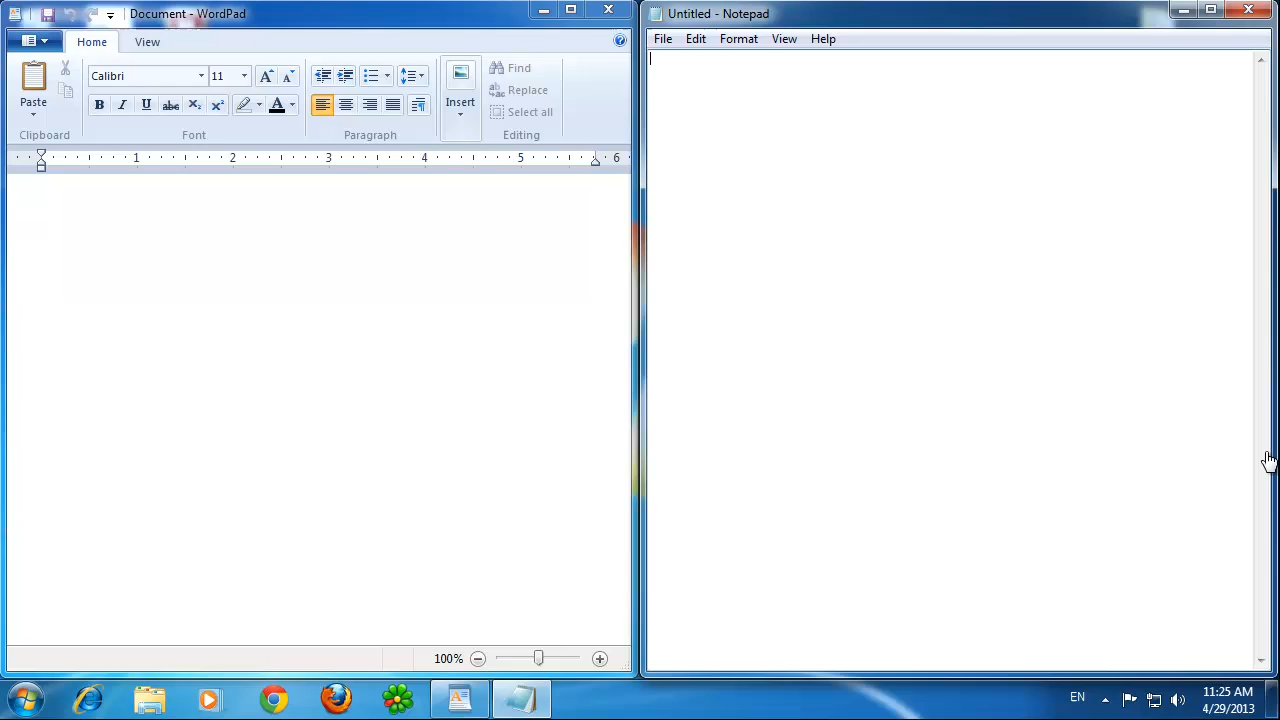 Document - WordPad
Home View
Paste
Clipboard
Calibri 11
B I U abc X₂ X²
A
Font
Paragraph
Insert
Find
Replace
Select all
Editing
1 2 3 4 5 6
100%
Untitled - Notepad
File Edit Format View Help
EN
11:25 AM
4/29/2013